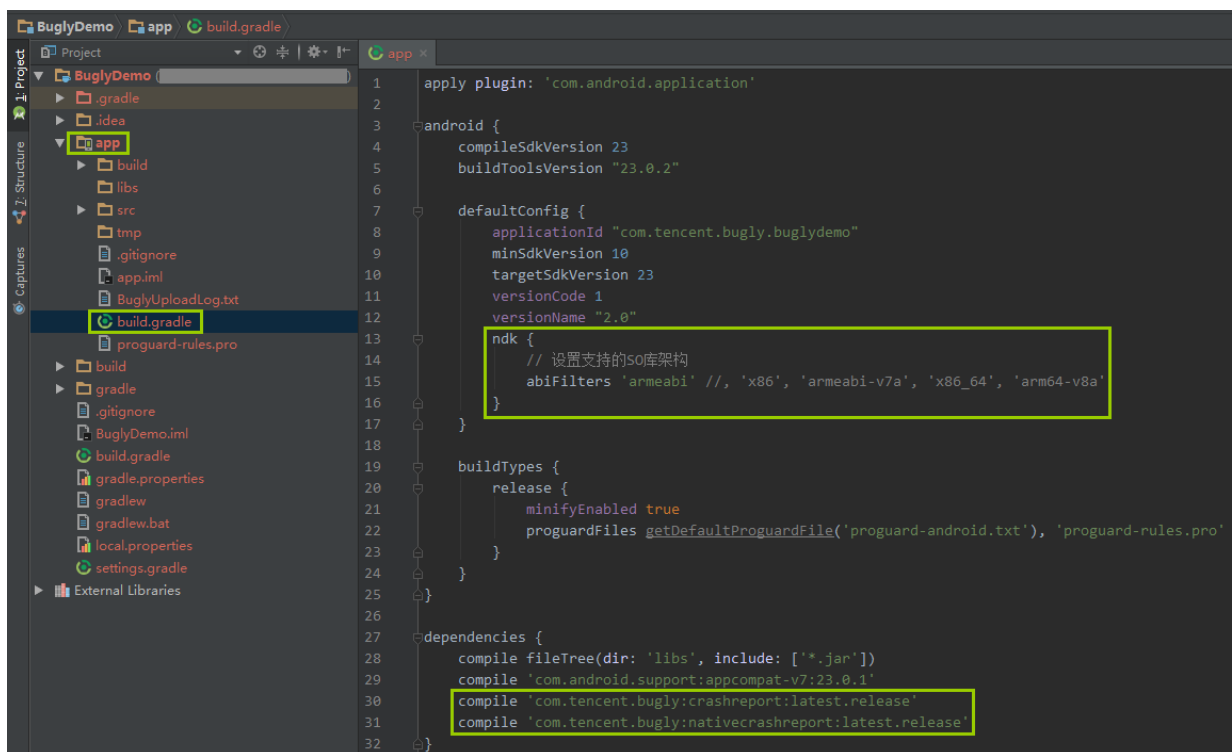 BuglyDemo app build.gradle
Project app ×
1: Project
7: Structure
Captures
BuglyDemo (
.gradle
.idea
app
build
libs
src
tmp
.gitignore
app.iml
BuglyUploadLog.txt
build.gradle
proguard-rules.pro
build
gradle
.gitignore
BuglyDemo.iml
build.gradle
gradle.properties
gradlew
gradlew.bat
local.properties
settings.gradle
External Libraries
1 apply plugin: 'com.android.application'
2
3 android {
4 compileSdkVersion 23
5 buildToolsVersion "23.0.2"
6
7 defaultConfig {
8 applicationId "com.tencent.bugly.buglydemo"
9 minSdkVersion 10
10 targetSdkVersion 23
11 versionCode 1
12 versionName "2.0"
13 ndk {
14 // 设置支持的SO库架构
15 abiFilters 'armeabi' //, 'x86', 'armeabi-v7a', 'x86_64', 'arm64-v8a'
16 }
17 }
18
19 buildTypes {
20 release {
21 minifyEnabled true
22 proguardFiles getDefaultProguardFile('proguard-android.txt'), 'proguard-rules.pro'
23 }
24 }
25 }
26
27 dependencies {
28 compile fileTree(dir: 'libs', include: ['*.jar'])
29 compile 'com.android.support:appcompat-v7:23.0.1'
30 compile 'com.tencent.bugly:crashreport:latest.release'
31 compile 'com.tencent.bugly:nativecrashreport:latest.release'
32 }